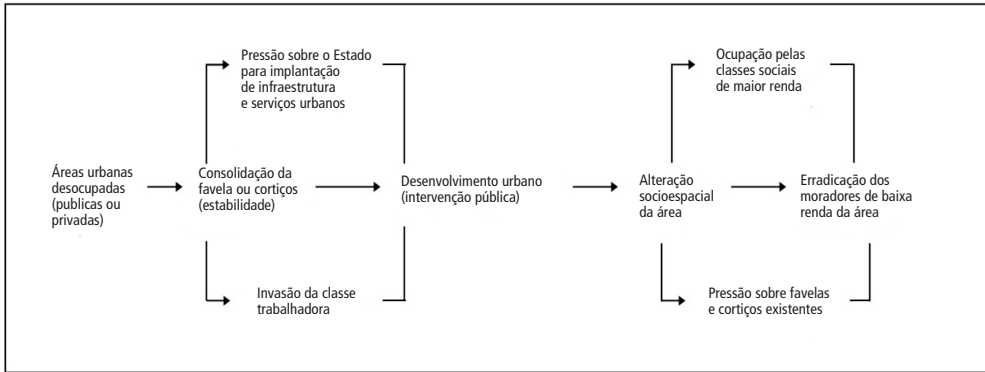 Pressão sobre o Estado
para implantação
de infraestrutura
e serviços urbanos
Ocupação pelas
classes sociais
de maior renda
Áreas urbanas
desocupadas
(publicas ou
privadas)
Consolidação da
favela ou cortiços
(estabilidade)
Desenvolvimento urbano
(intervenção pública)
Alteração
socioespacial
da área
Erradicação dos
moradores de baixa
renda da área
Invasão da classe
trabalhadora
Pressão sobre favelas
e cortiços existentes